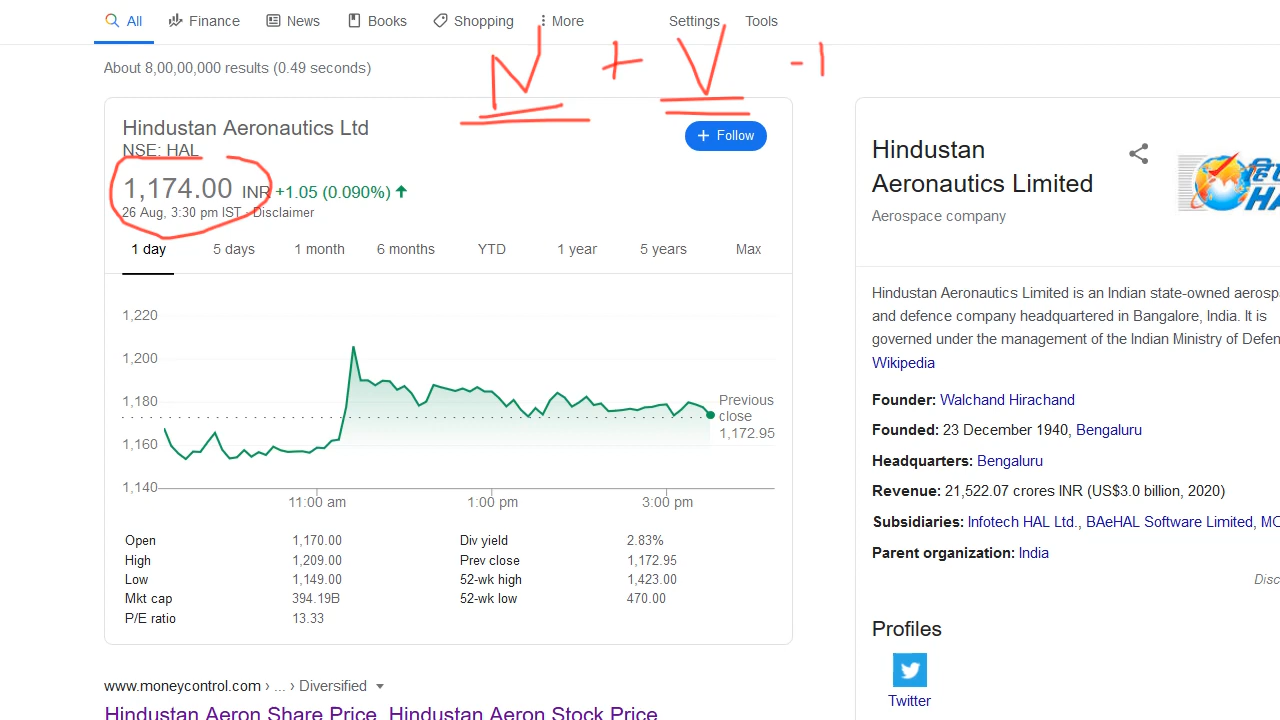 All Finance News Books Shopping More Settings Tools
N + V -1
About 8,00,00,000 results (0.49 seconds)
Hindustan Aeronautics Ltd
NSE: HAL
+ Follow
1,174.00 INR +1.05 (0.090%)
26 Aug, 3:30 pm IST · Disclaimer
1 day 5 days 1 month 6 months YTD 1 year 5 years Max
1,220
1,200
1,180
1,160
1,140
Previous
close
1,172.95
11:00 am 1:00 pm 3:00 pm
Open 1,170.00 Div yield 2.83%
High 1,209.00 Prev close 1,172.95
Low 1,149.00 52-wk high 1,423.00
Mkt cap 394.19B 52-wk low 470.00
P/E ratio 13.33
www.moneycontrol.com › ... › Diversified
Hindustan Aeron Share Price, Hindustan Aeron Stock Price
Hindustan
Aeronautics Limited
Aerospace company
Hindustan Aeronautics Limited is an Indian state-owned aerosp
and defence company headquartered in Bangalore, India. It is
governed under the management of the Indian Ministry of Defen
Wikipedia
Founder: Walchand Hirachand
Founded: 23 December 1940, Bengaluru
Headquarters: Bengaluru
Revenue: 21,522.07 crores INR (US$3.0 billion, 2020)
Subsidiaries: Infotech HAL Ltd., BAeHAL Software Limited, MO
Parent organization: India
Disc
Profiles
Twitter